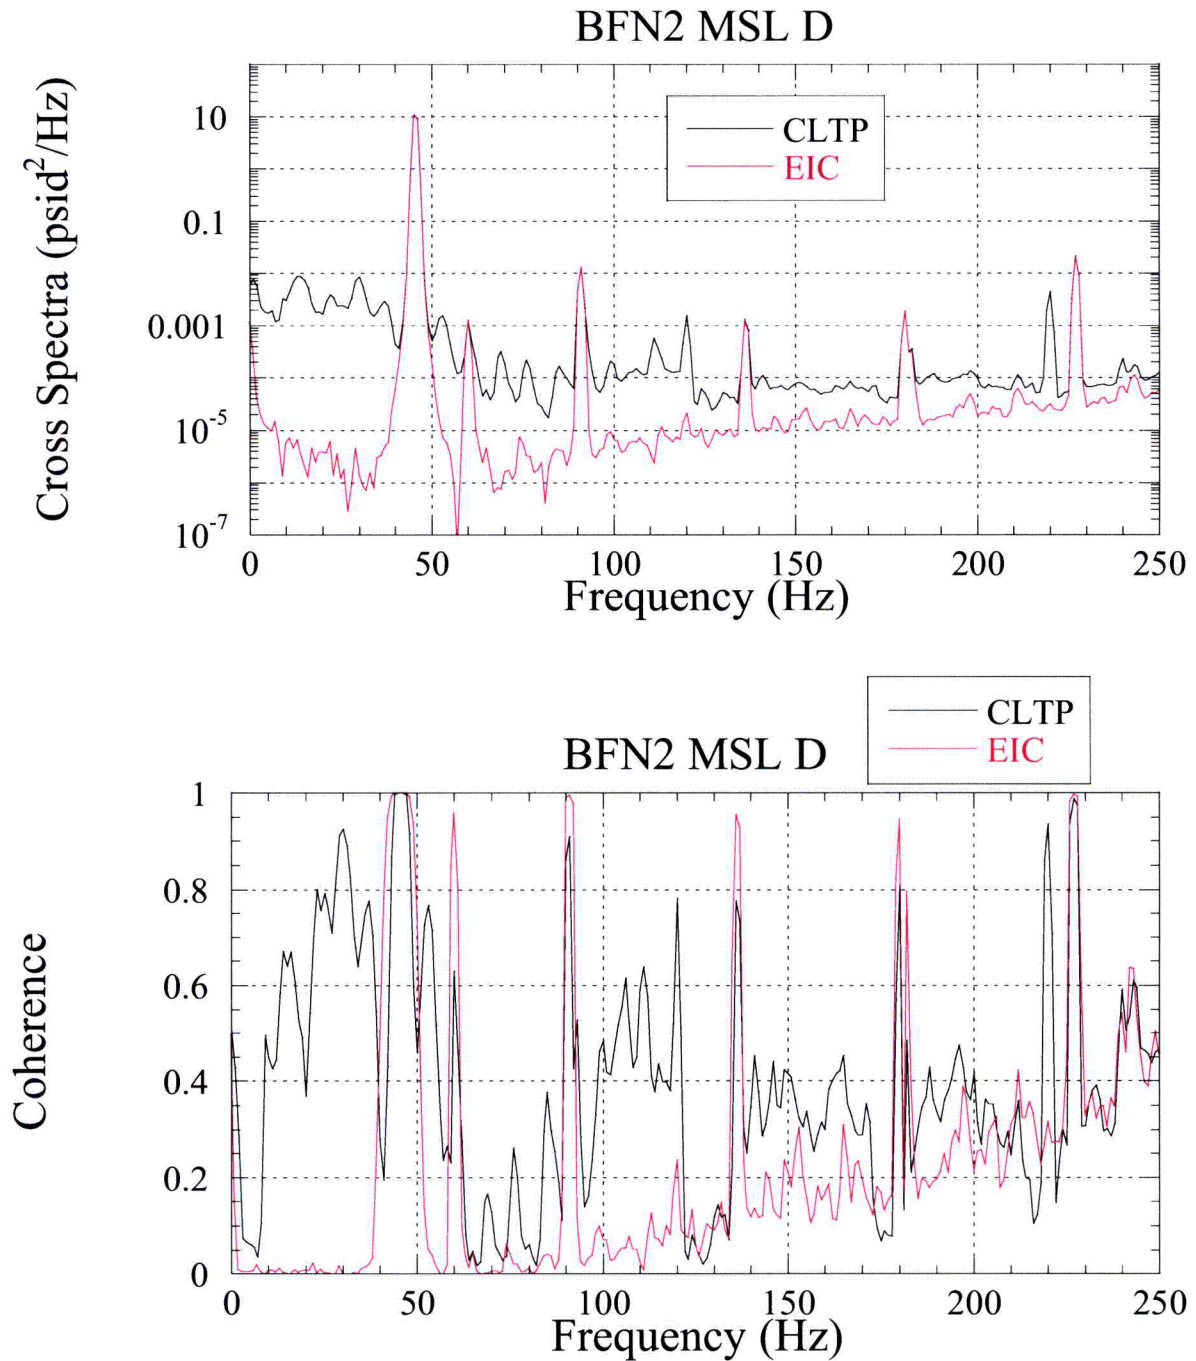 BFN2 MSL D
CLTP
EIC
Cross Spectra (psid²/Hz)
10
0.1
0.001
10⁻⁵
10⁻⁷
0 50 100 150 200 250
Frequency (Hz)
CLTP
EIC
BFN2 MSL D
Coherence
1
0.8
0.6
0.4
0.2
0
0 50 100 150 200 250
Frequency (Hz)